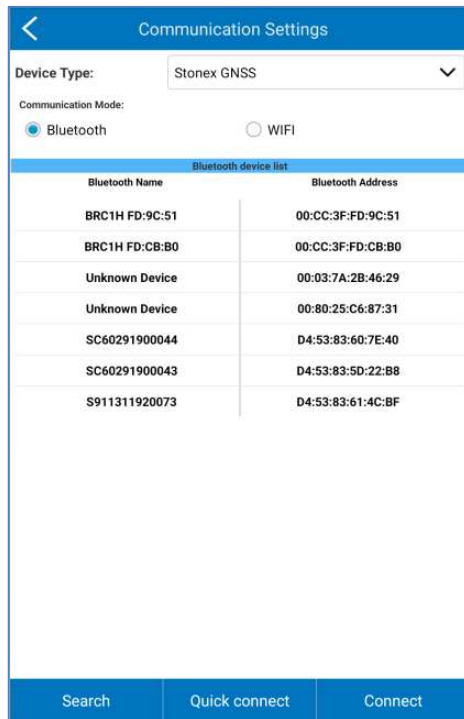 Communication Settings
Device Type: Stonex GNSS
Communication Mode:
Bluetooth WIFI
Bluetooth device list
Bluetooth Name Bluetooth Address
BRC1H FD:9C:51 00:CC:3F:FD:9C:51
BRC1H FD:CB:B0 00:CC:3F:FD:CB:B0
Unknown Device 00:03:7A:2B:46:29
Unknown Device 00:80:25:C6:87:31
SC60291900044 D4:53:83:60:7E:40
SC60291900043 D4:53:83:5D:22:B8
S911311920073 D4:53:83:61:4C:BF
Search Quick connect Connect